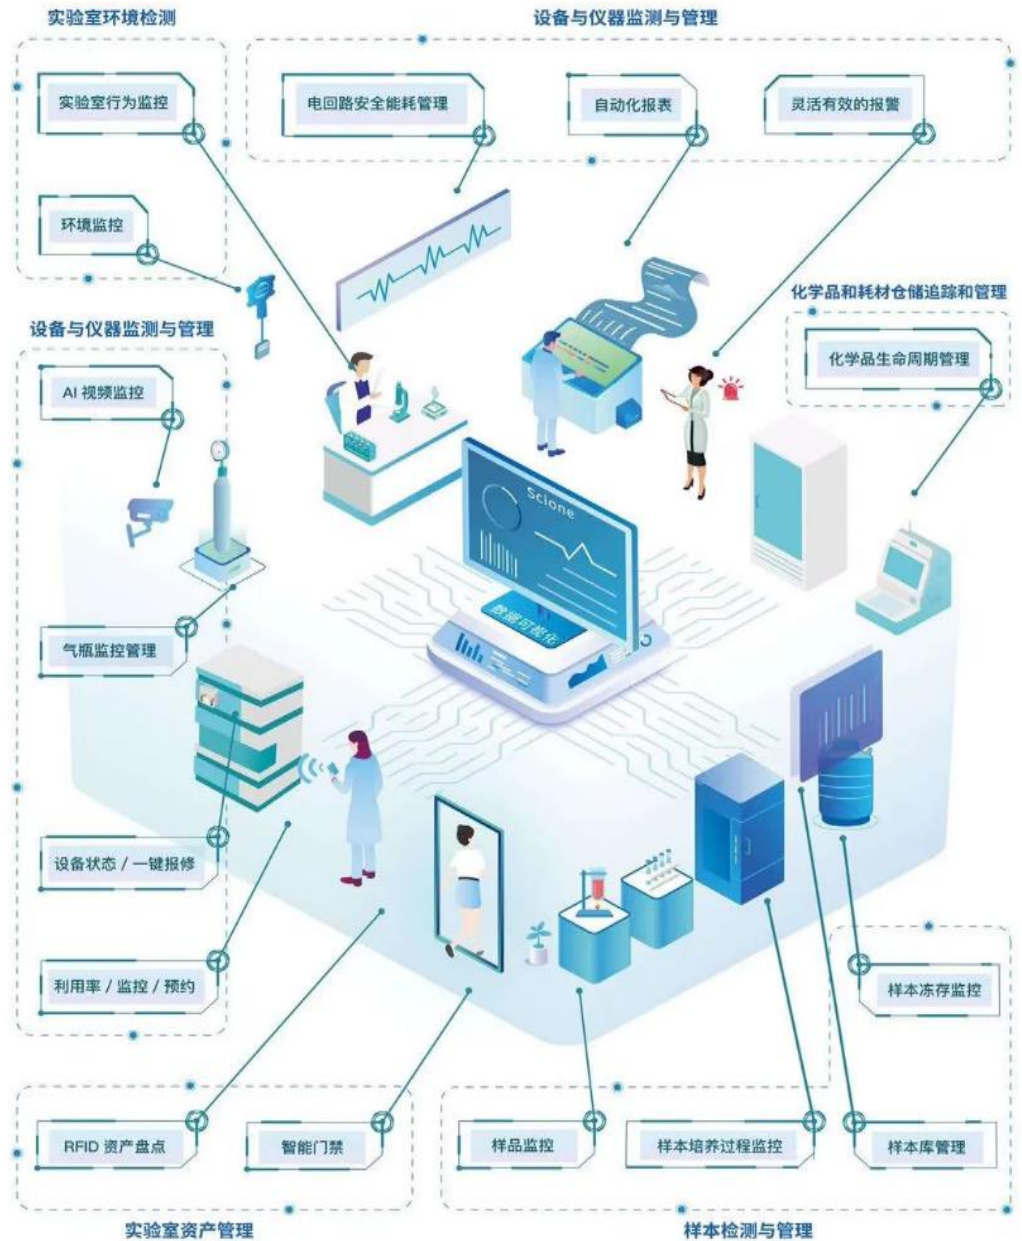 实验室环境检测
设备与仪器监测与管理
实验室行为监控
电回路安全能耗管理
自动化报表
灵活有效的报警
环境监控
化学品和耗材仓储追踪和管理
设备与仪器监测与管理
化学品生命周期管理
AI 视频监控
Scione
数据可视化
气瓶监控管理
设备状态 / 一键报修
利用率 / 监控 / 预约
样本冻存监控
RFID 资产盘点
智能门禁
样品监控
样本培养过程监控
样本库管理
实验室资产管理
样本检测与管理